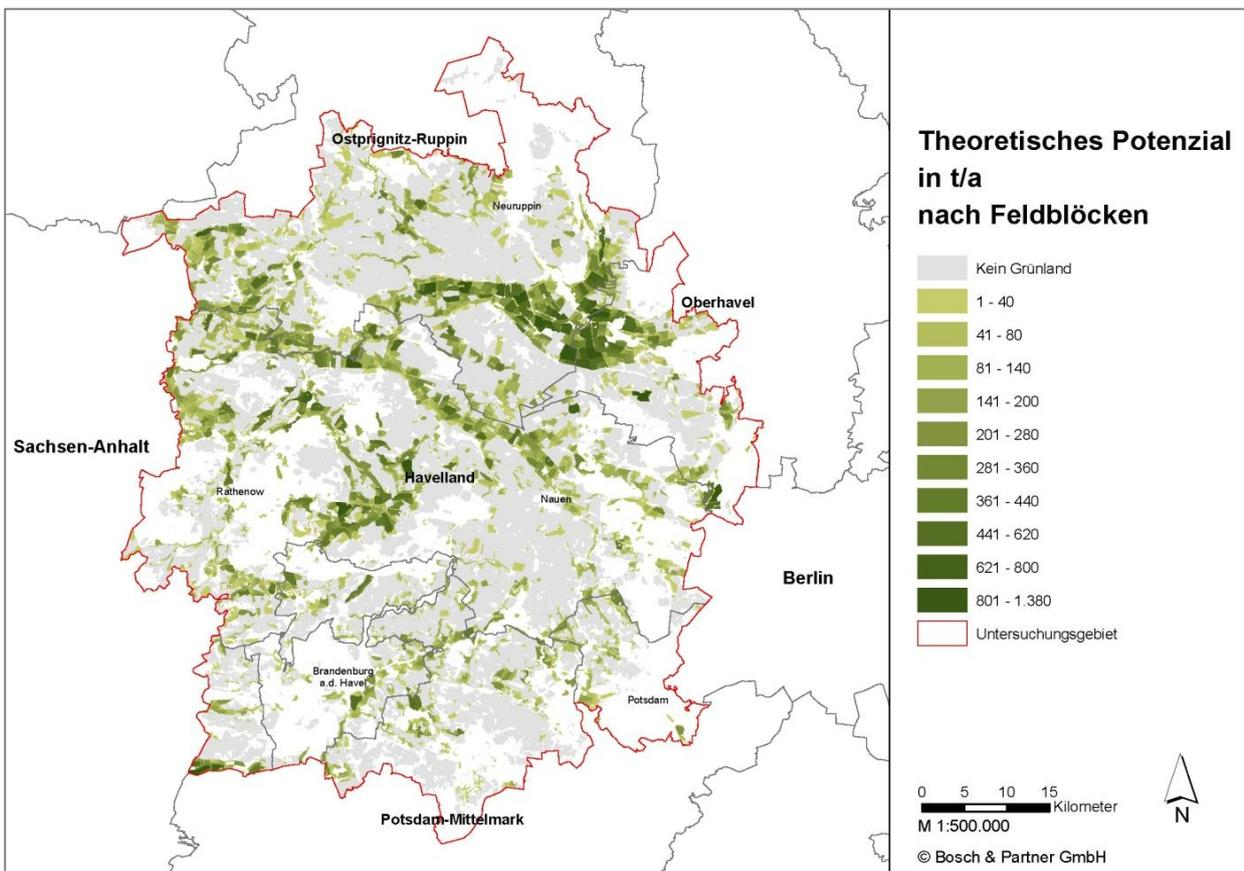 Ostprignitz-Ruppin
Neuruppin
Oberhavel
Sachsen-Anhalt
Havelland
Rathenow
Nauen
Berlin
Brandenburg
a.d. Havel
Potsdam
Potsdam-Mittelmark
Theoretisches Potenzial
in t/a
nach Feldblöcken
Kein Grünland
1 - 40
41 - 80
81 - 140
141 - 200
201 - 280
281 - 360
361 - 440
441 - 620
621 - 800
801 - 1.380
Untersuchungsgebiet
0 5 10 15
Kilometer
M 1:500.000
N
© Bosch & Partner GmbH